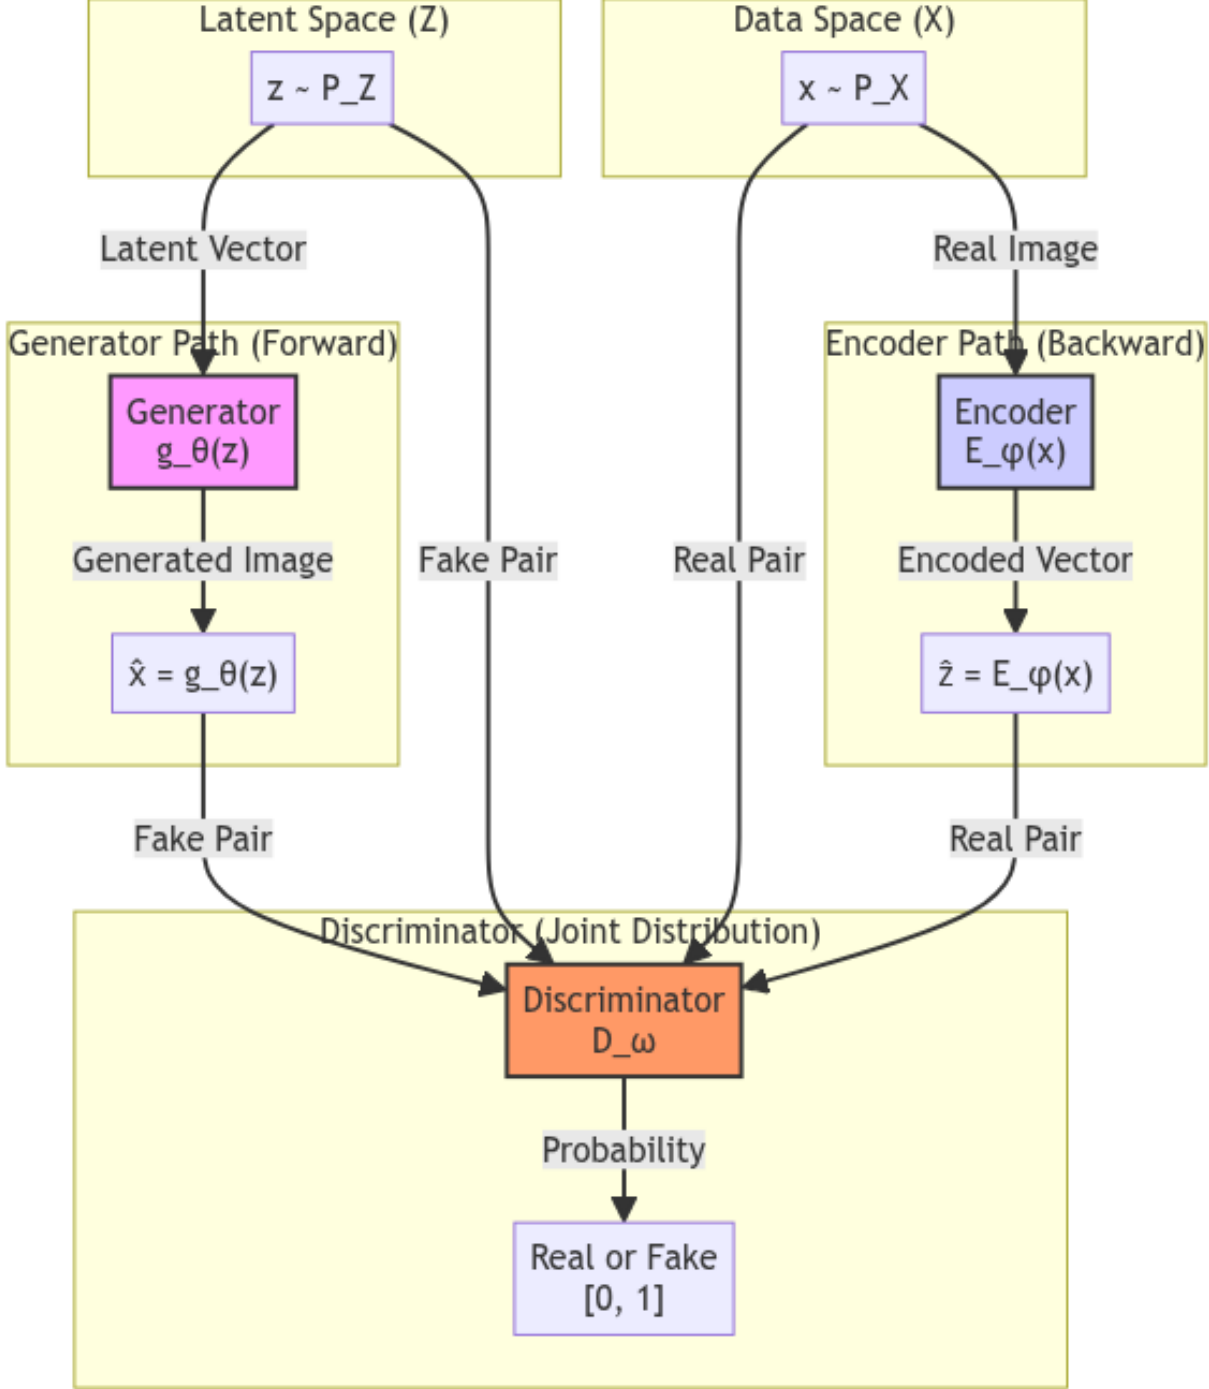 Latent Space (Z)
z ~ P_Z
Data Space (X)
x ~ P_X
Latent Vector
Real Image
Generator Path (Forward)
Generator
g_θ(z)
Encoder Path (Backward)
Encoder
E_φ(x)
Generated Image
Fake Pair
Real Pair
Encoded Vector
x̂ = g_θ(z)
ẑ = E_φ(x)
Fake Pair
Real Pair
Discriminator (Joint Distribution)
Discriminator
D_ω
Probability
Real or Fake
[0, 1]